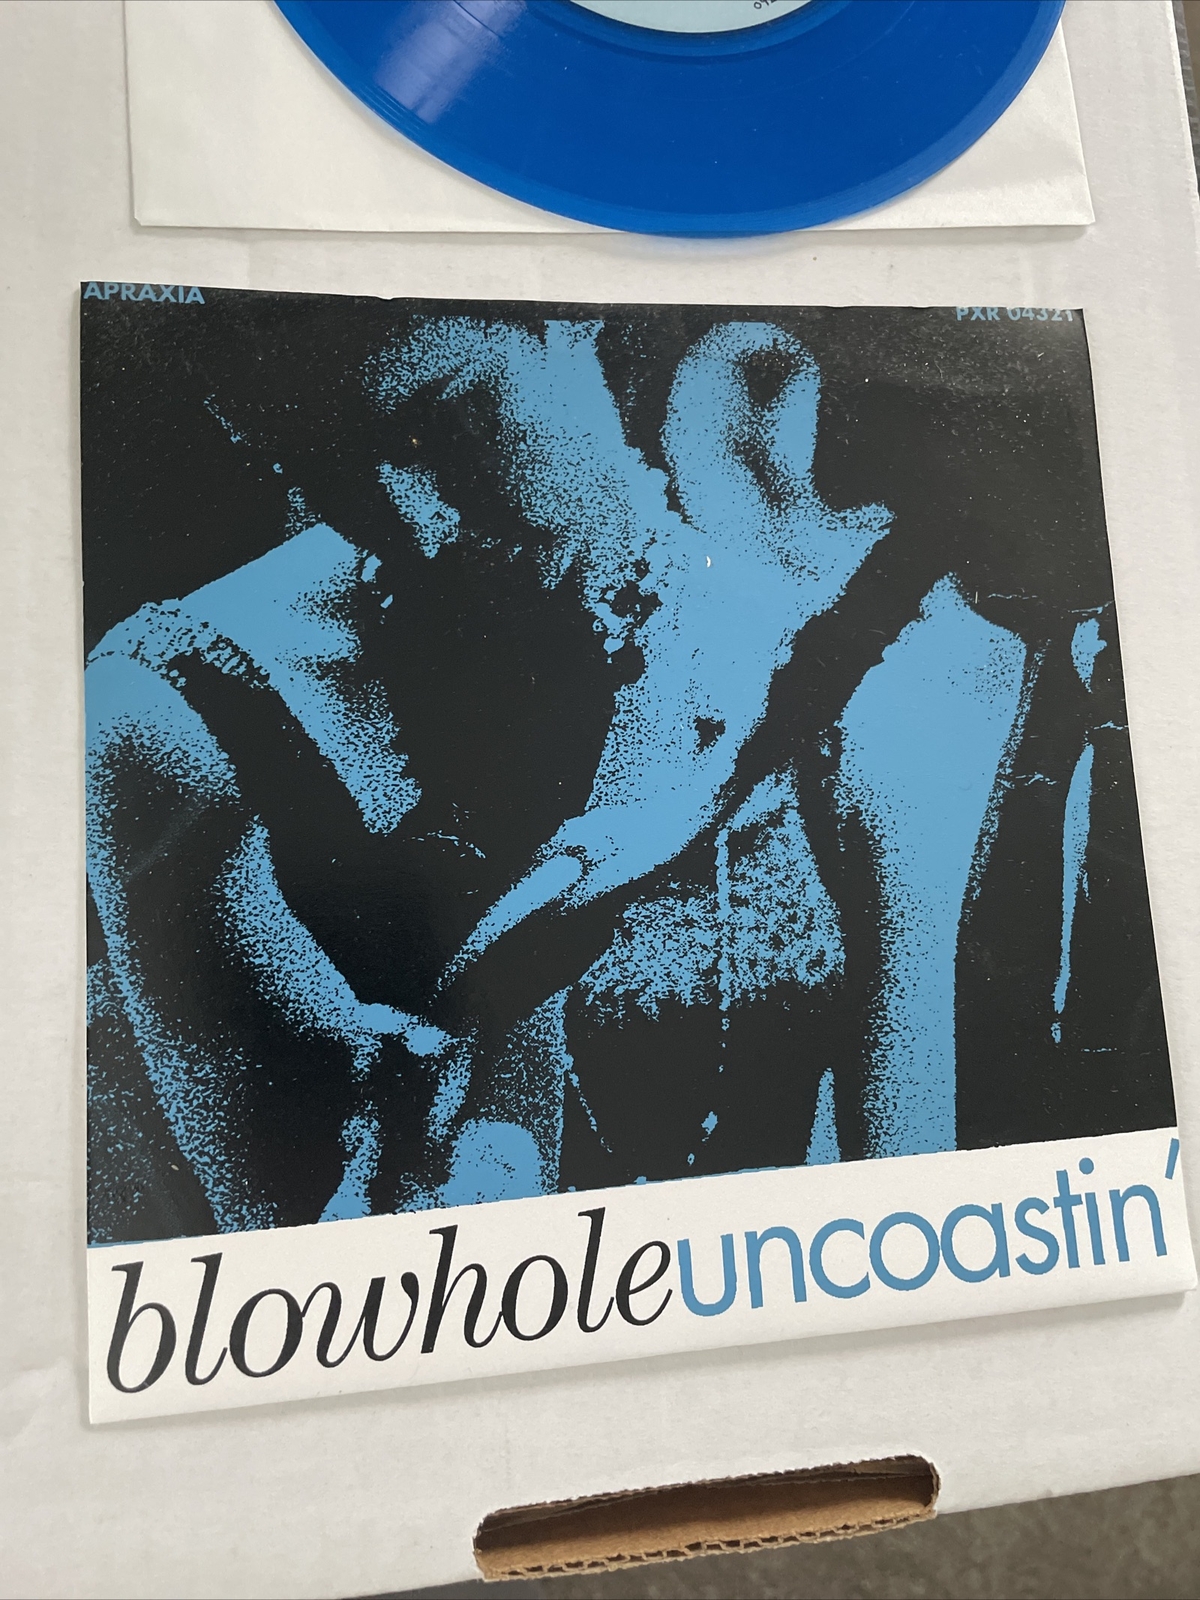 APRAXIA
PXR 04321
blowhole uncoastin'